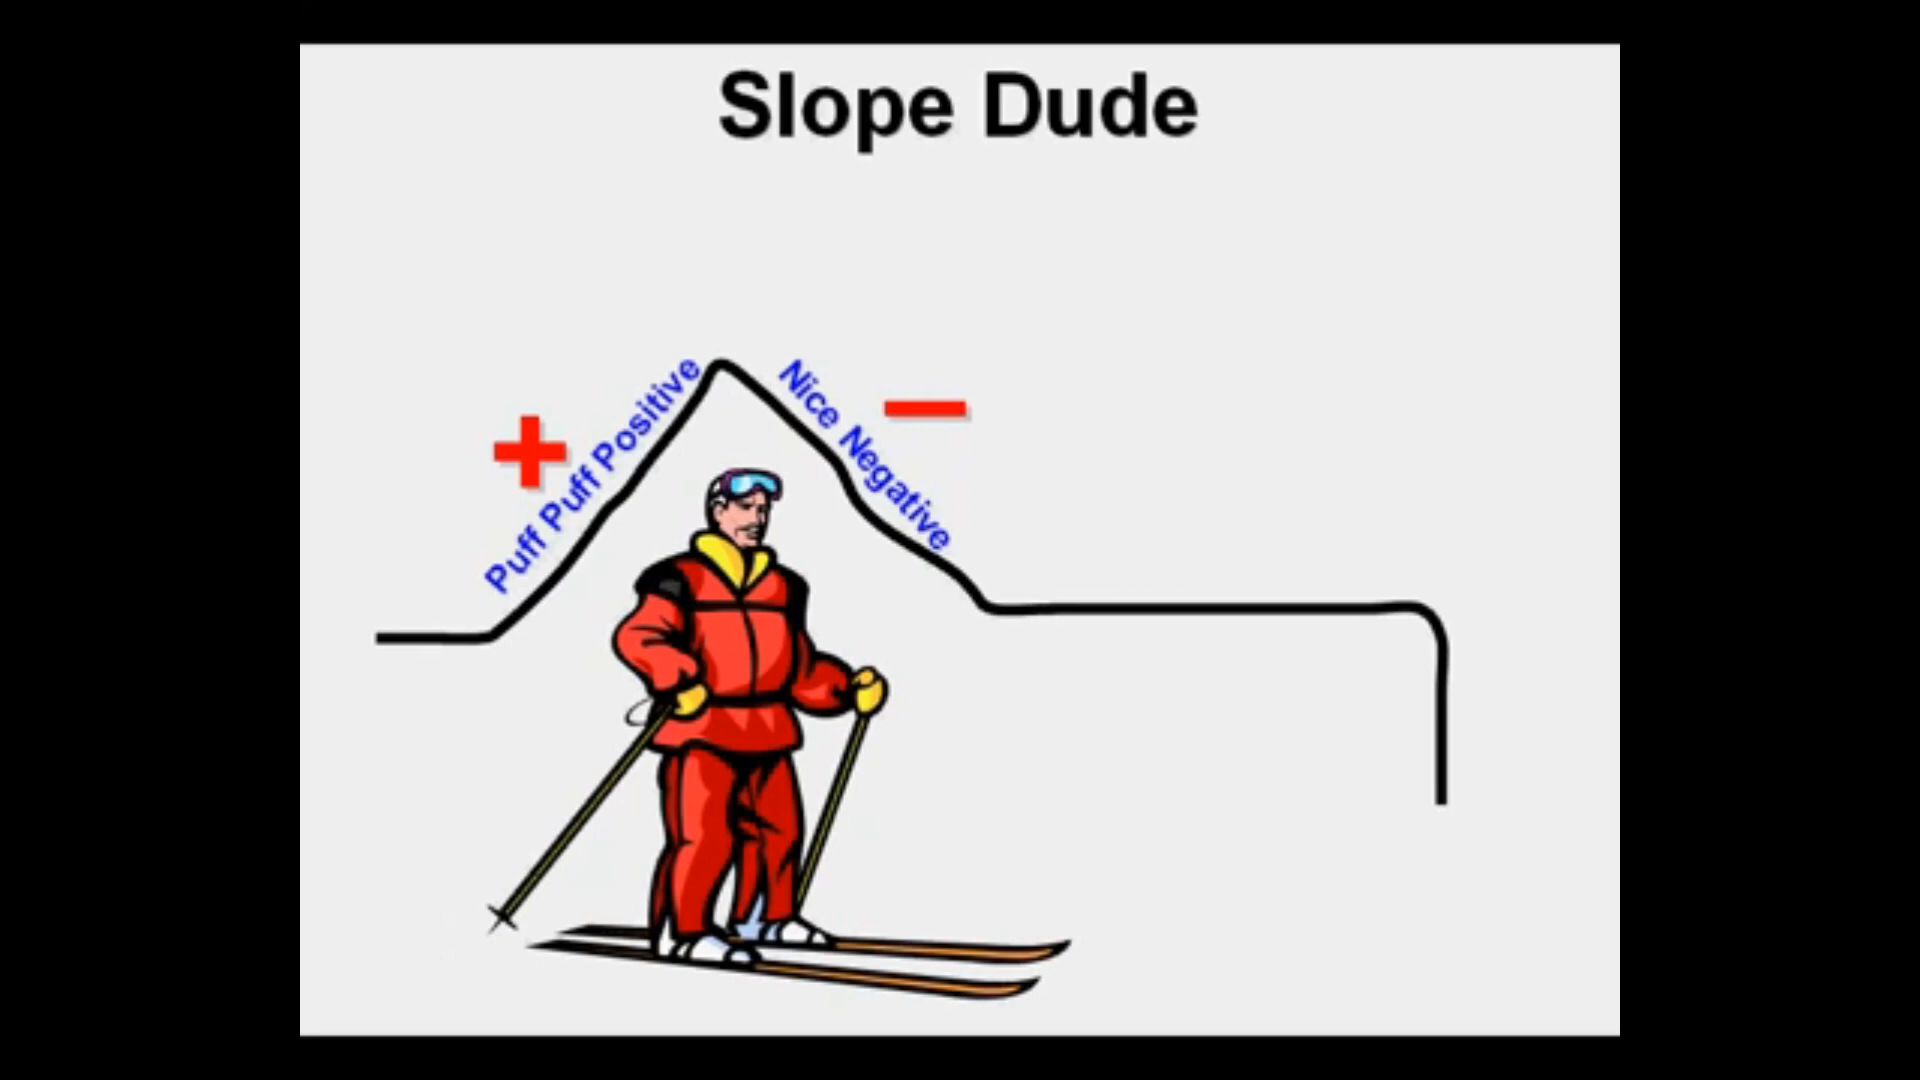 Slope Dude
+
Puff Puff Positive
Nice Negative
−